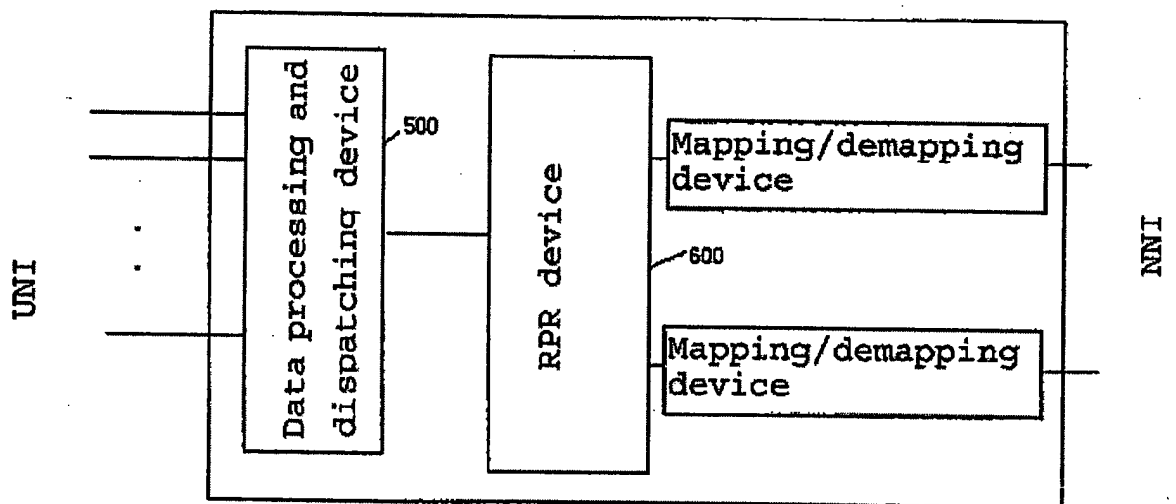 UNI
Data processing and
dispatching device
500
RPR device
600
Mapping/demapping
device
Mapping/demapping
device
NNI